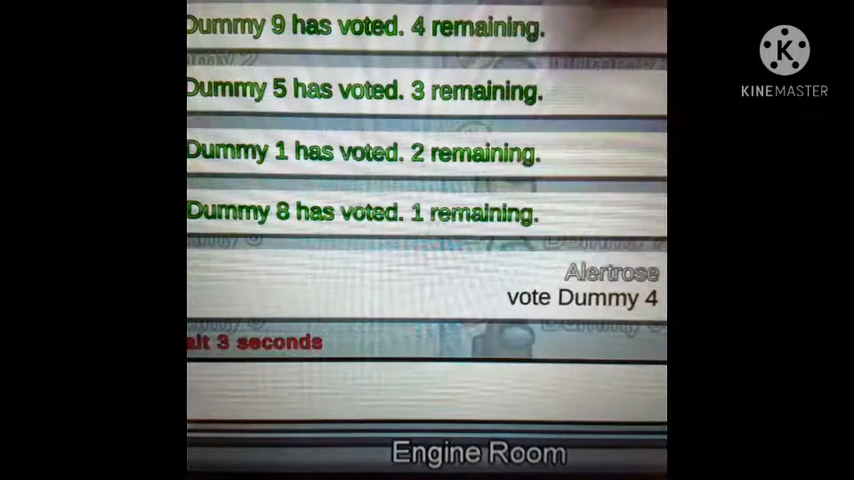 Dummy 9 has voted. 4 remaining.
KINEMASTER
Dummy 5 has voted. 3 remaining.
Dummy 1 has voted. 2 remaining.
Dummy 8 has voted. 1 remaining.
Alertrose
vote Dummy 4
ait 3 seconds
Engine Room